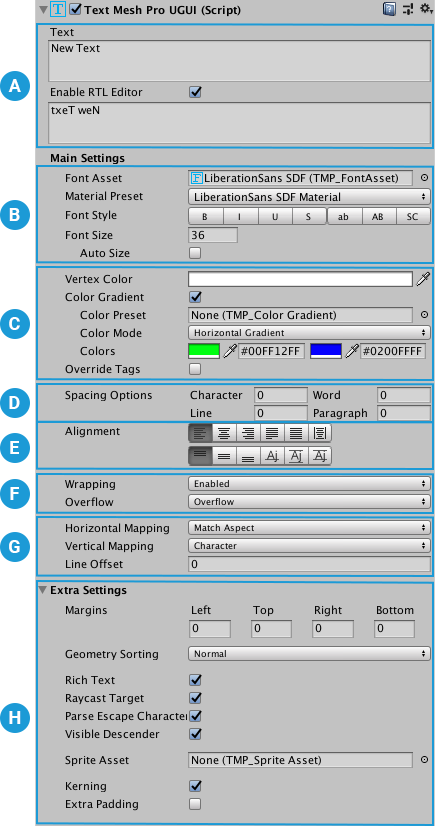 Text Mesh Pro UGUI (Script)
Text
New Text
A
Enable RTL Editor
txeT weN
Main Settings
Font Asset LiberationSans SDF (TMP_FontAsset)
Material Preset LiberationSans SDF Material
B
Font Style B I U S ab AB SC
Font Size 36
Auto Size
Vertex Color
Color Gradient
C
Color Preset None (TMP_Color Gradient)
Color Mode Horizontal Gradient
Colors #00FF12FF #0200FFFF
Override Tags
D
Spacing Options Character 0 Word 0
Line 0 Paragraph 0
Alignment
E
F
Wrapping Enabled
Overflow Overflow
Horizontal Mapping Match Aspect
G
Vertical Mapping Character
Line Offset 0
Extra Settings
Margins Left Top Right Bottom
0 0 0 0
Geometry Sorting Normal
Rich Text
Raycast Target
H
Parse Escape Character
Visible Descender
Sprite Asset None (TMP_Sprite Asset)
Kerning
Extra Padding